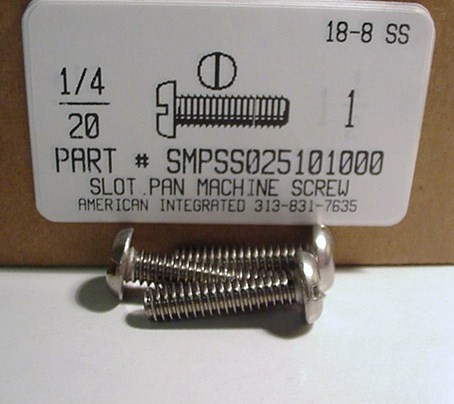 18-8 SS
1/4
20
1
PART # SMPSS025101000
SLOT PAN MACHINE SCREW
AMERICAN INTEGRATED 313-831-7635